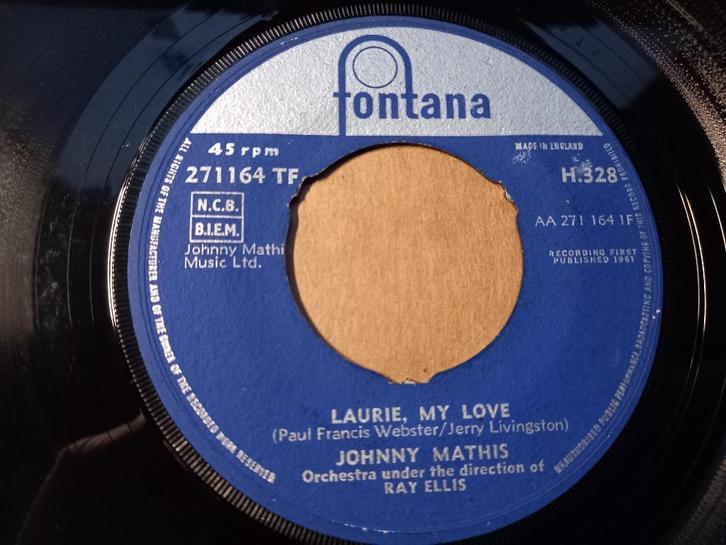 fontana
45 rpm
MADE IN ENGLAND
271164 TF
H.328
N.C.B.
B.I.E.M.
AA 271 164 1F
Johnny Mathi
Music Ltd.
RECORDING FIRST
PUBLISHED 1961
LAURIE, MY LOVE
(Paul Francis Webster/Jerry Livingston)
JOHNNY MATHIS
Orchestra under the direction of
RAY ELLIS
ALL RIGHTS OF THE MANUFACTURER AND OF THE OWNER OF THE RECORDED WORK RESERVED
UNAUTHORISED PUBLIC PERFORMANCE, BROADCASTING AND COPYING OF THIS RECORD PROHIBITED